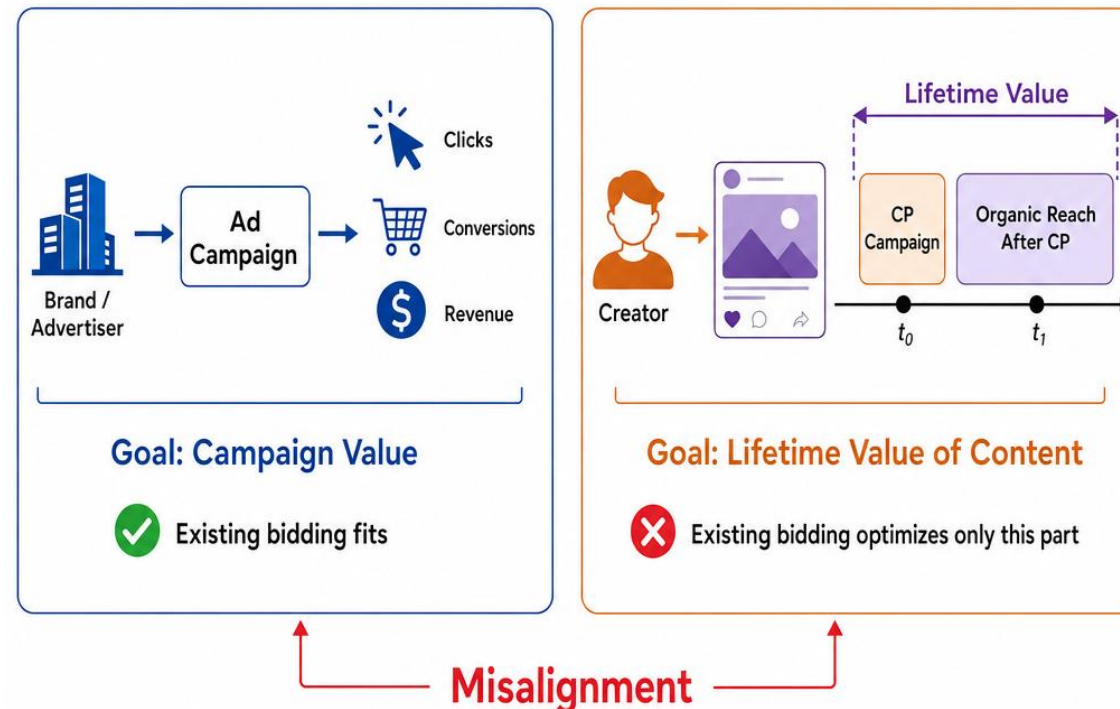 Brand /
Advertiser
Ad
Campaign
Clicks
Conversions
$
Revenue
Goal: Campaign Value
Existing bidding fits
Lifetime Value
Creator
CP
Campaign
Organic Reach
After CP
t₀
t₁
Goal: Lifetime Value of Content
Existing bidding optimizes only this part
Misalignment